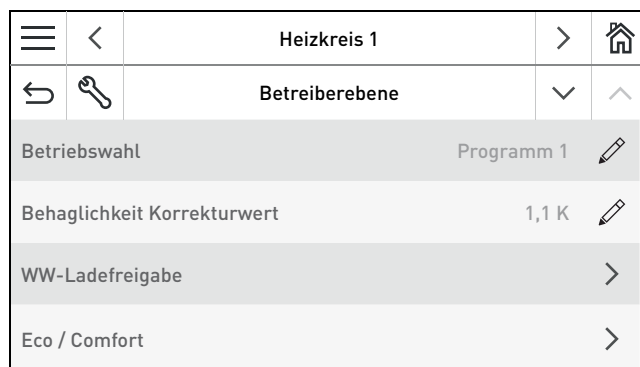 Heizkreis 1
Betreiberebene
Betriebswahl Programm 1
Behaglichkeit Korrekturwert 1,1 K
WW-Ladefreigabe
Eco / Comfort